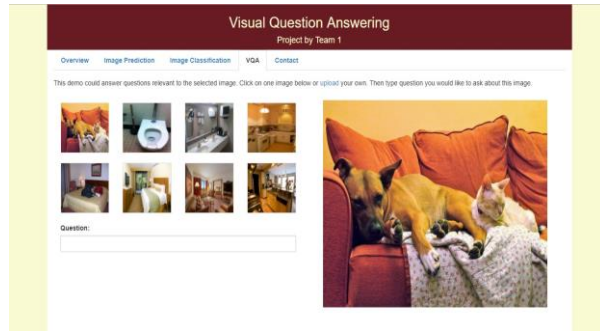 Visual Question Answering
Project by Team 1
Overview Image Prediction Image Classification VQA Contact
This demo could answer questions relevant to the selected image. Click on one image below or upload your own. Then type question you would like to ask about this image.
Question: